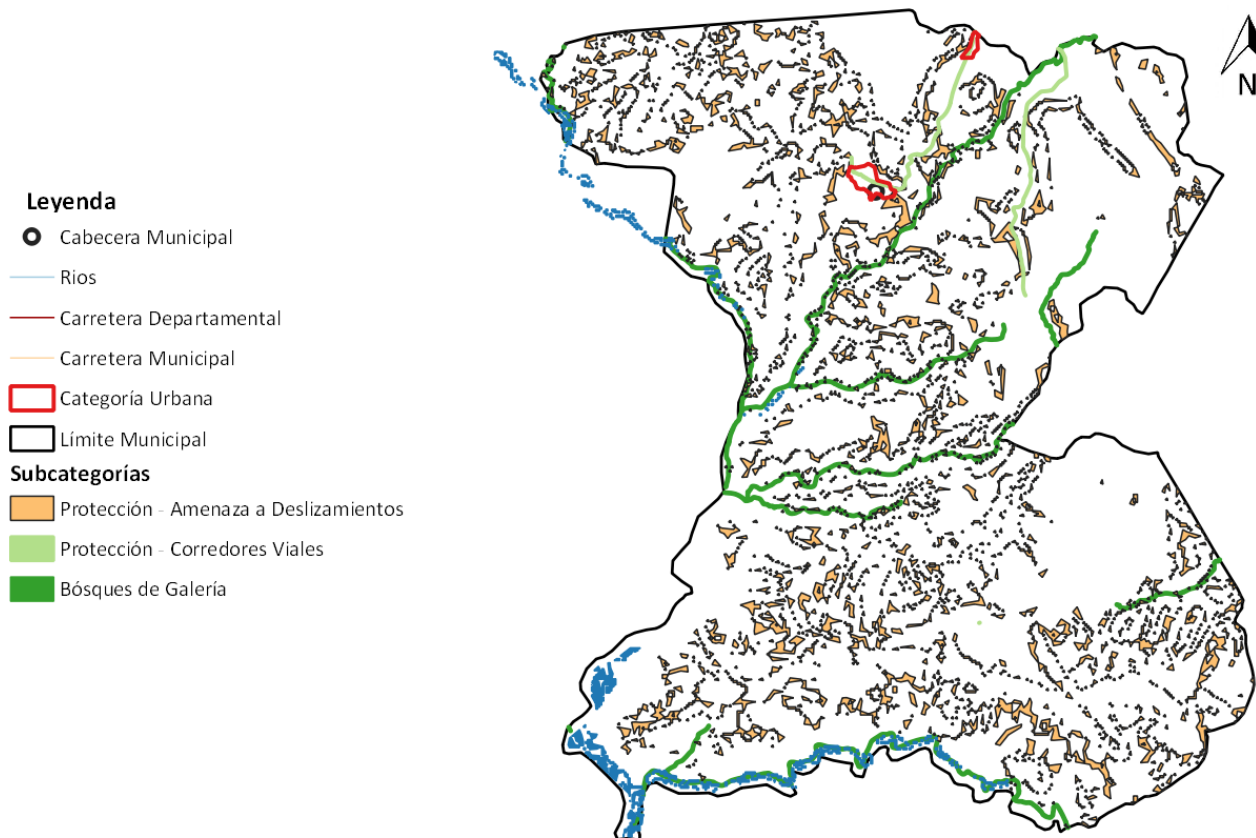 N
Leyenda
Cabecera Municipal
Rios
Carretera Departamental
Carretera Municipal
Categoría Urbana
Límite Municipal
Subcategorías
Protección - Amenaza a Deslizamientos
Protección - Corredores Viales
Bósques de Galería